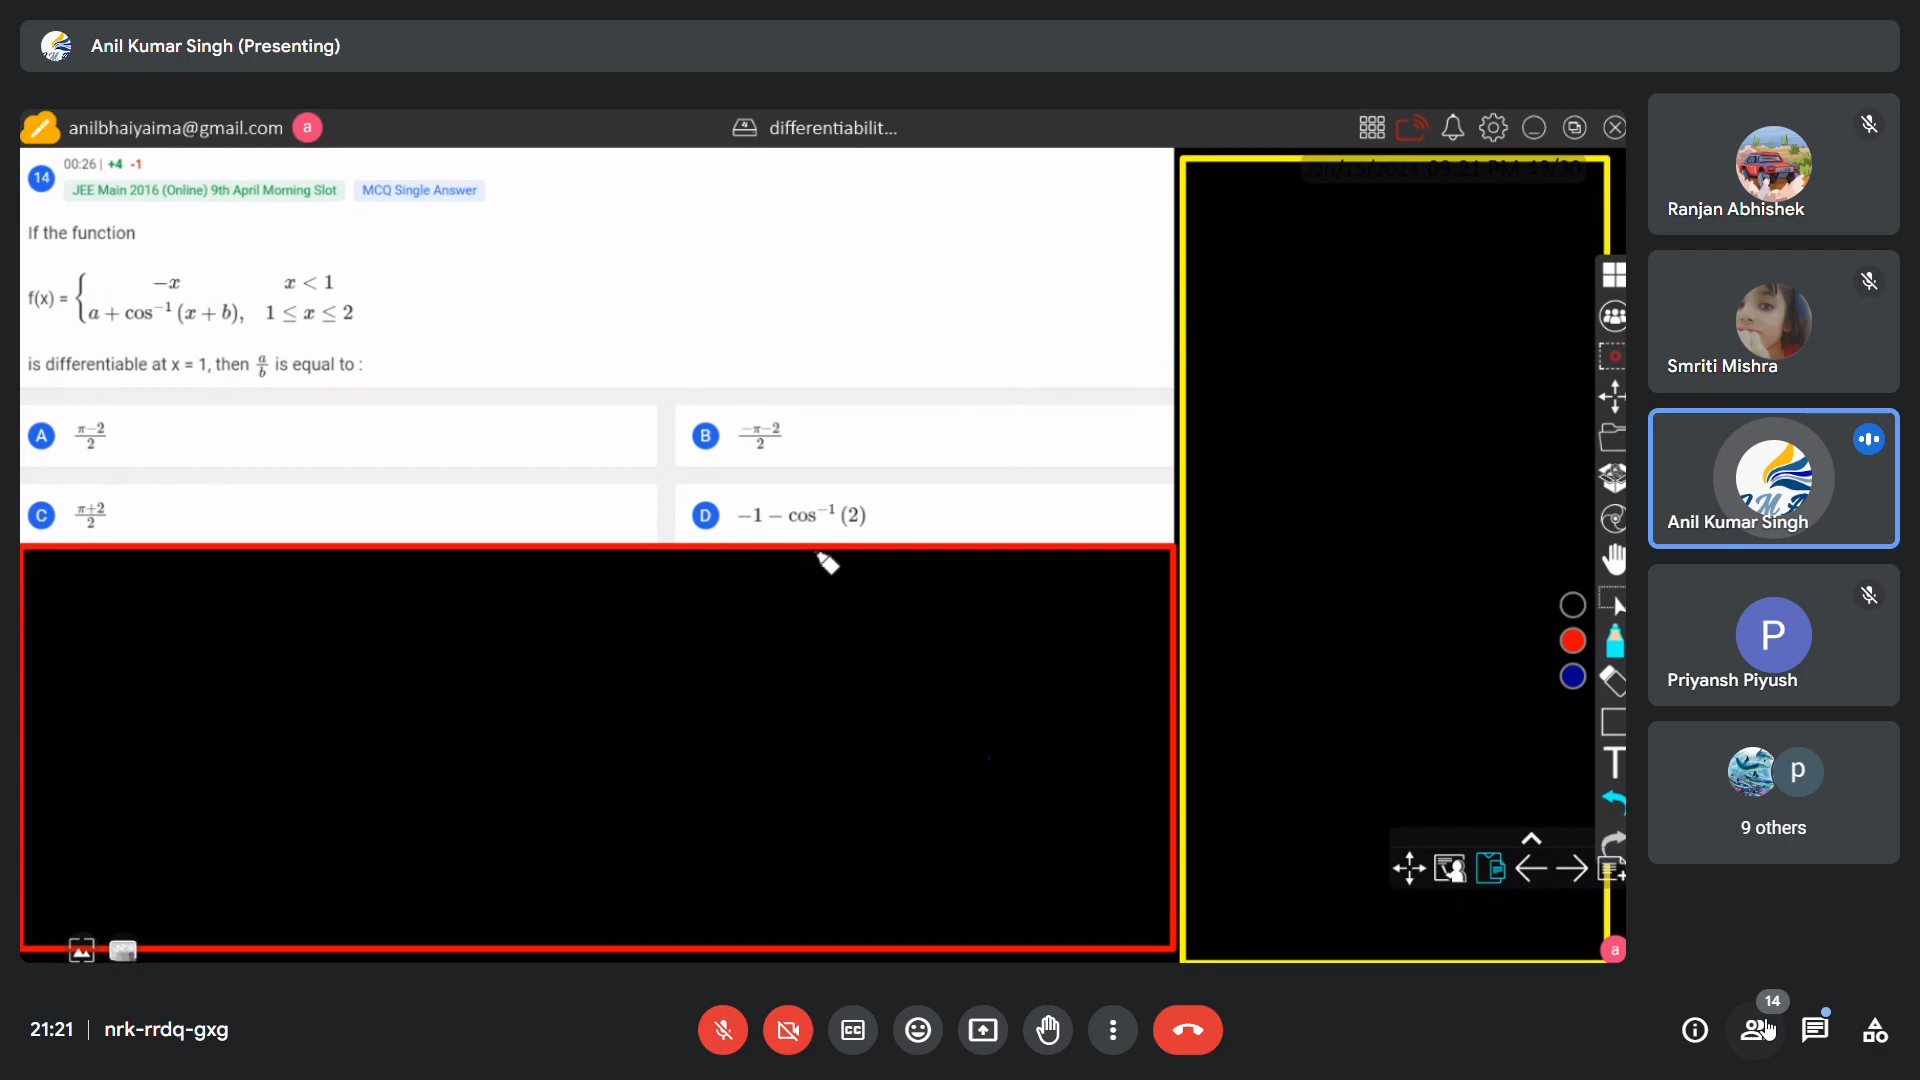 Anil Kumar Singh (Presenting)
anilbhaiyaima@gmail.com
a
differentiabilit...
14
00:26 | +4 -1
JEE Main 2016 (Online) 9th April Morning Slot
MCQ Single Answer
If the function
f(x) = { −x x < 1
a + cos⁻¹ (x + b), 1 ≤ x ≤ 2
is differentiable at x = 1, then a/b is equal to :
A (π−2)/2
B (−π−2)/2
C (π+2)/2
D −1 − cos⁻¹ (2)
T
a
Ranjan Abhishek
Smriti Mishra
Anil Kumar Singh
P
Priyansh Piyush
p
9 others
21:21 | nrk-rrdq-gxg
CC
14